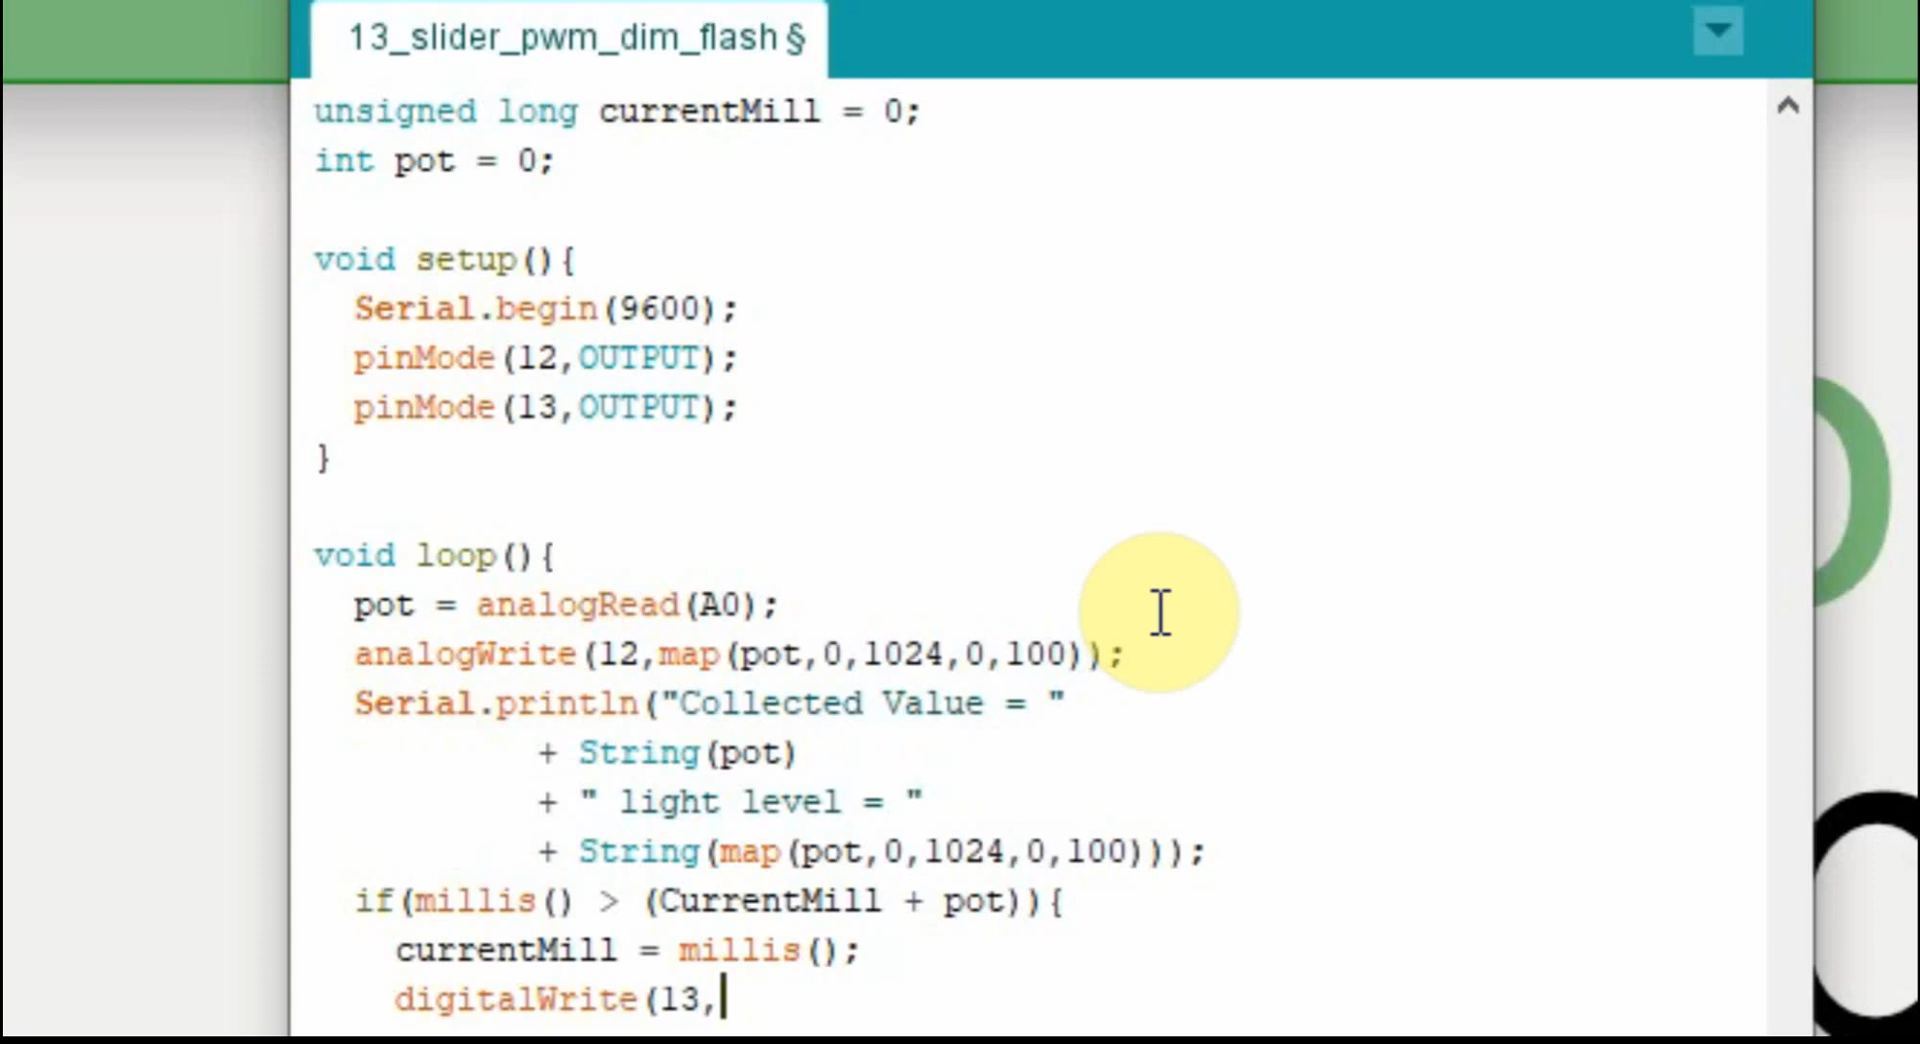 13_slider_pwm_dim_flash §
unsigned long currentMill = 0;
int pot = 0;
void setup(){
Serial.begin(9600);
pinMode(12,OUTPUT);
pinMode(13,OUTPUT);
}
void loop(){
pot = analogRead(A0);
analogWrite(12,map(pot,0,1024,0,100));
Serial.println("Collected Value = "
+ String(pot)
+ " light level = "
+ String(map(pot,0,1024,0,100)));
if(millis() > (CurrentMill + pot)){
currentMill = millis();
digitalWrite(13,